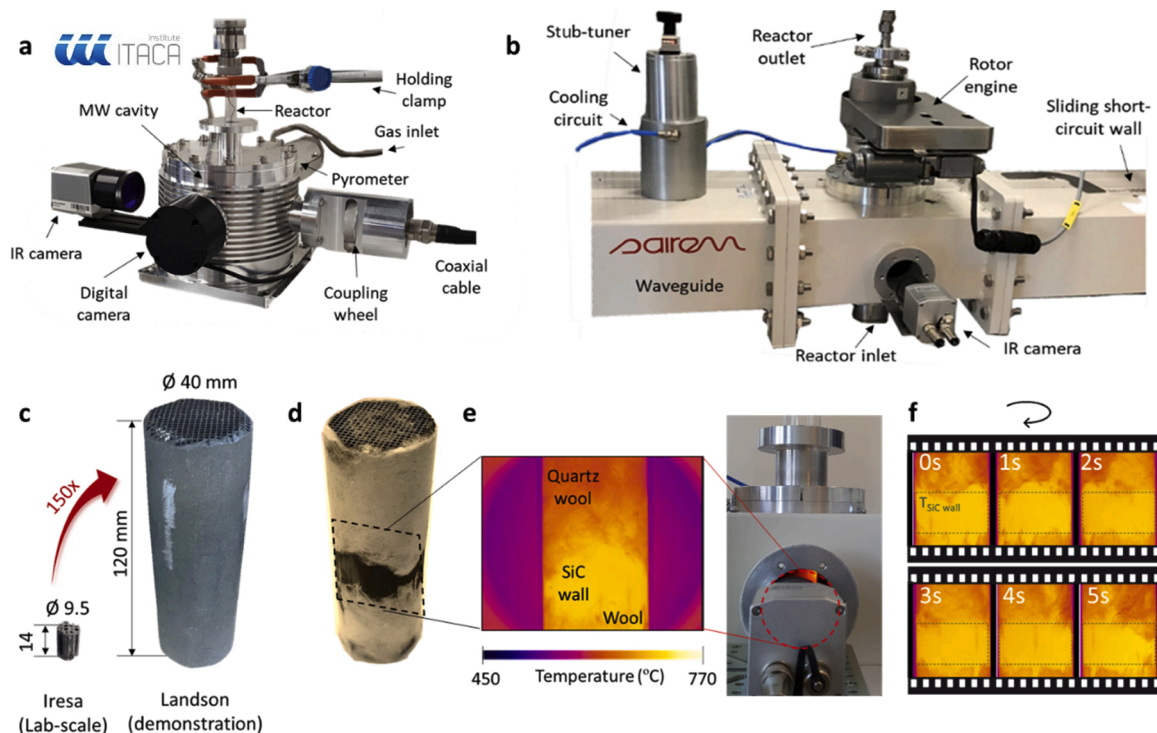 a
Institute
ITACA
MW cavity
Reactor
Holding
clamp
Gas inlet
Pyrometer
IR camera
Digital
camera
Coupling
wheel
Coaxial
cable
b
Stub-tuner
Cooling
circuit
Reactor
outlet
Rotor
engine
Sliding short-
circuit wall
sairem
Waveguide
Reactor inlet
IR camera
c
Ø 40 mm
150x
120 mm
Ø 9.5
14
Iresa
(Lab-scale)
Landson
(demonstration)
d
e
Quartz
wool
SiC
wall
Wool
450
Temperature (ºC)
770
f
0s
1s
2s
TSiC wall
3s
4s
5s